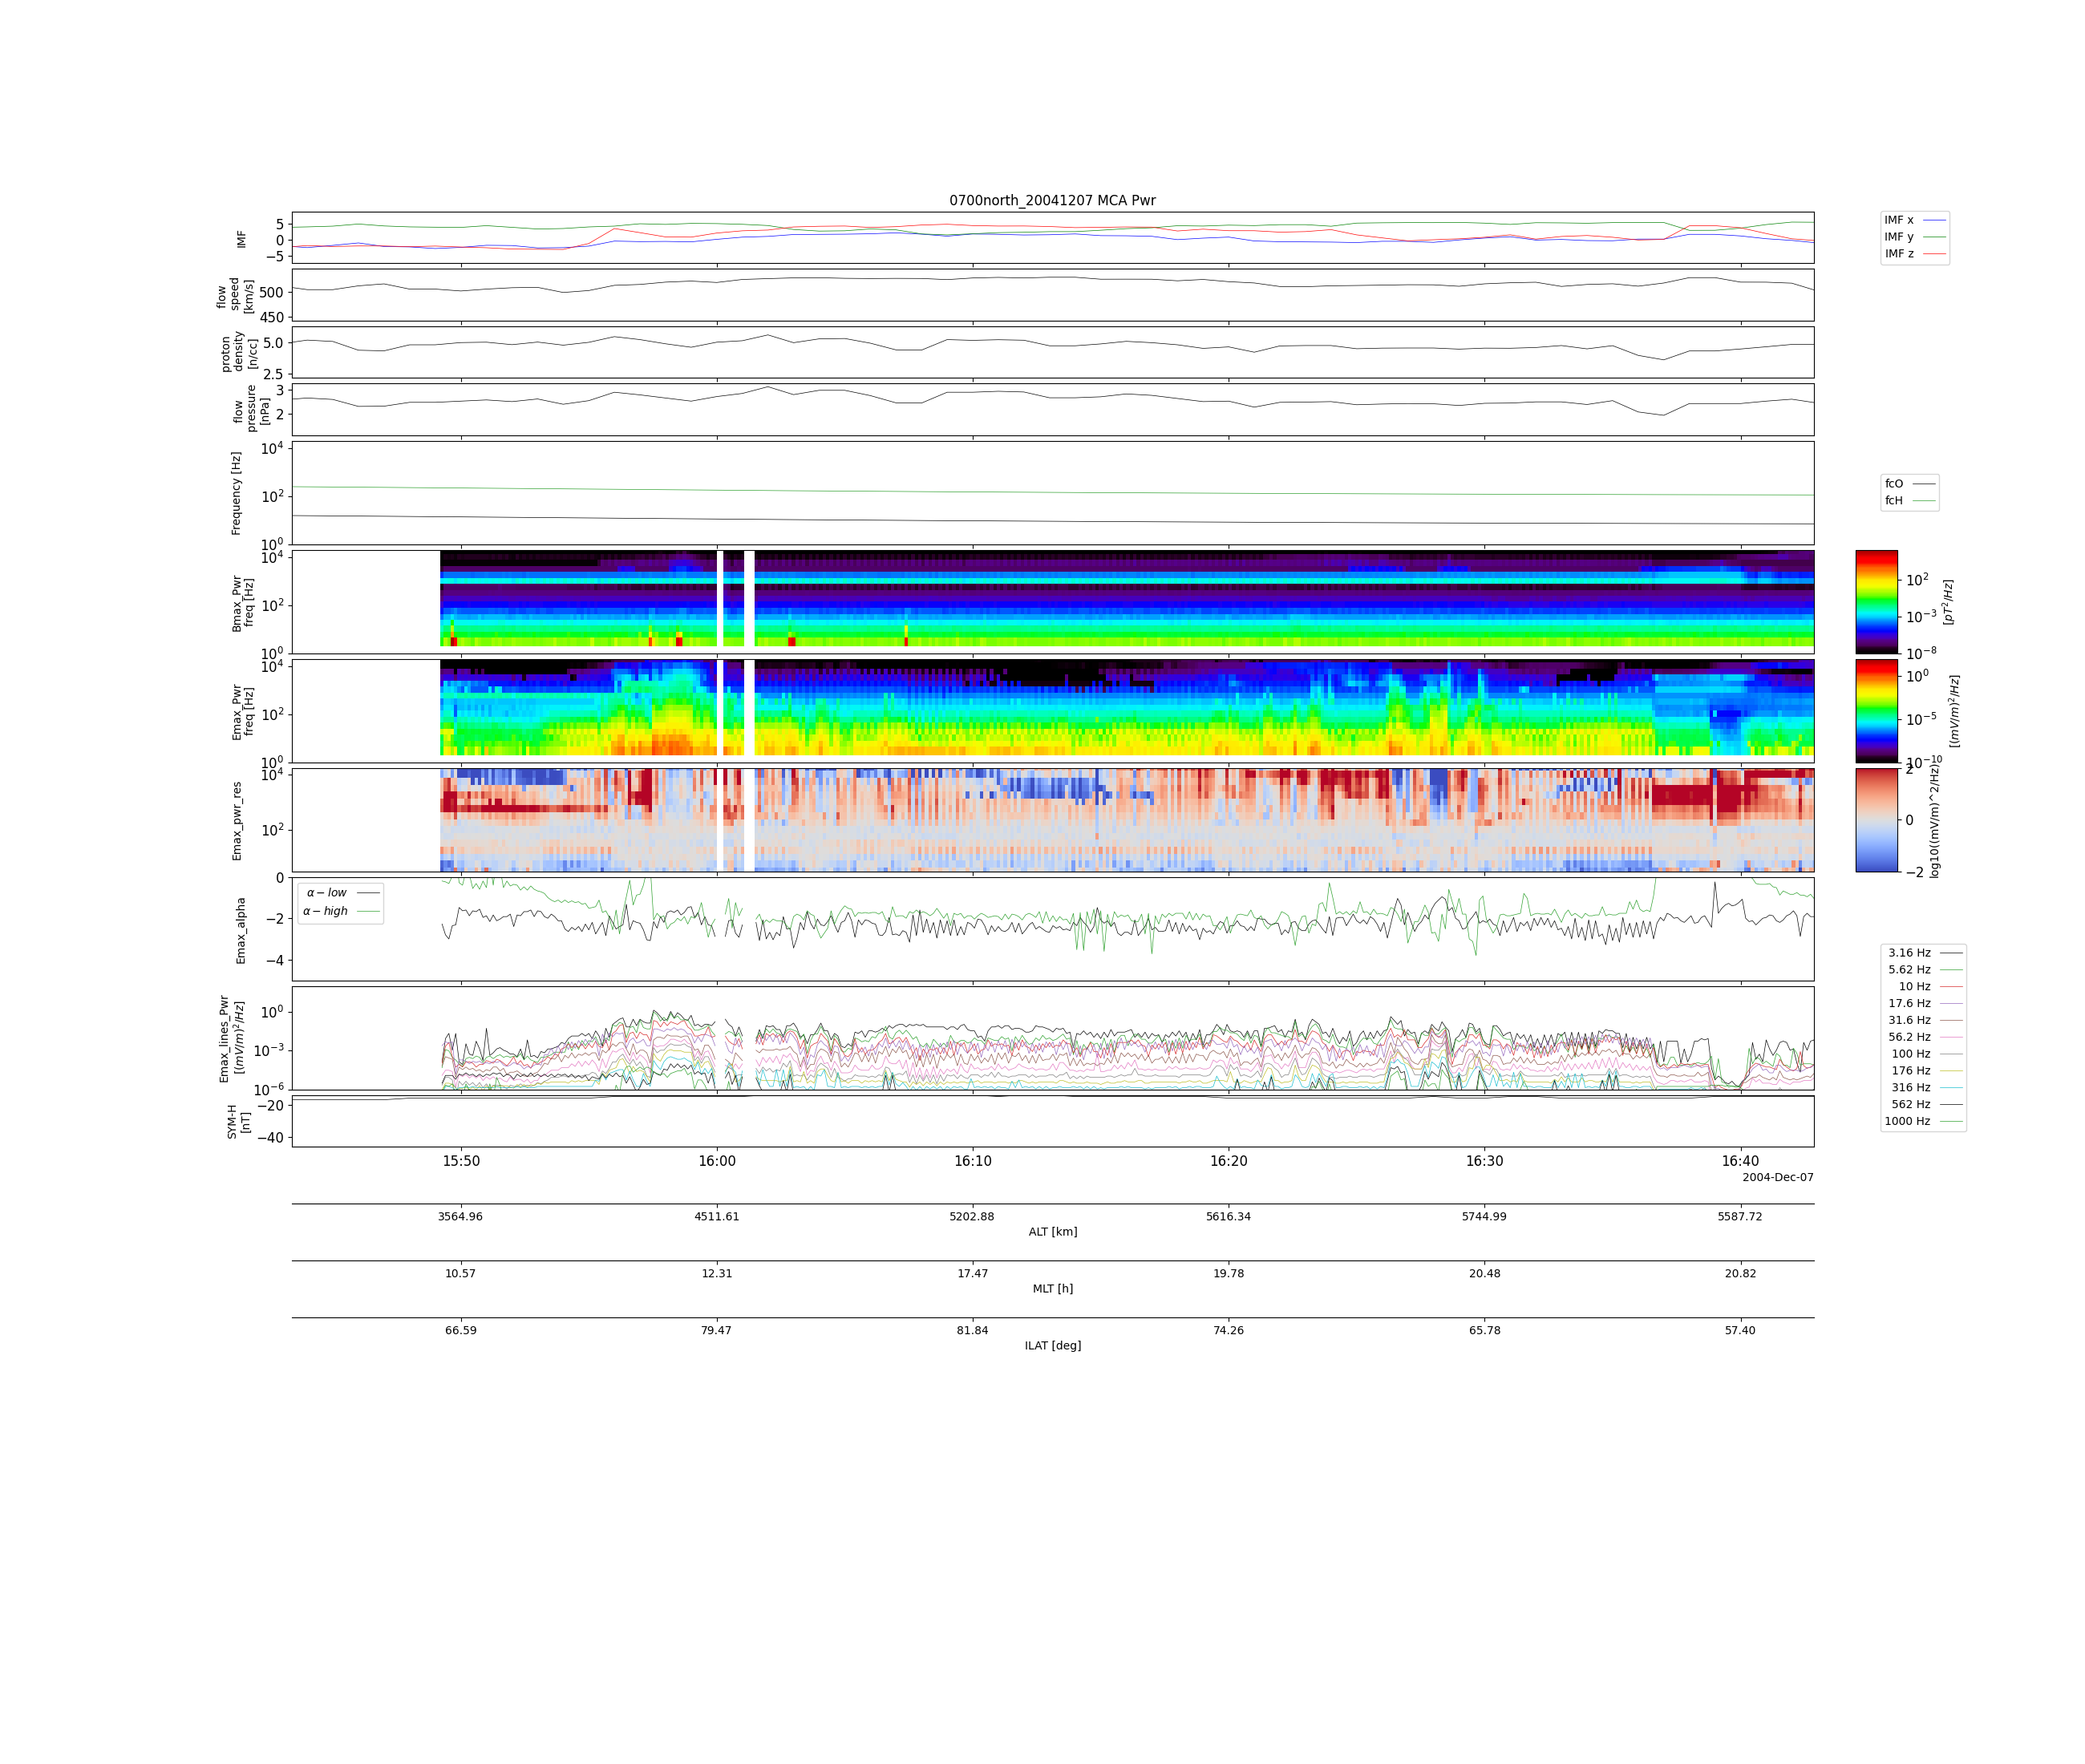 0700north_20041207 MCA Pwr
IMF
5
0
−5
IMF x
IMF y
IMF z
flow
speed
[km/s]
500
450
proton
density
[n/cc]
5.0
2.5
flow
pressure
[nPa]
3
2
Frequency [Hz]
10^4
10^2
10^0
fcO
fcH
Bmax_Pwr
freq [Hz]
10^4
10^2
10^0
10^2
10^−3
10^−8
[pT^2/Hz]
Emax_Pwr
freq [Hz]
10^4
10^2
10^0
10^0
10^−5
10^−10
[(mV/m)^2/Hz]
Emax_pwr_res
10^4
10^2
2
0
−2
log10((mV/m)^2/Hz)
Emax_alpha
0
−2
−4
α − low
α − high
Emax_lines_Pwr
[(mV/m)^2/Hz]
10^0
10^−3
10^−6
3.16 Hz
5.62 Hz
10 Hz
17.6 Hz
31.6 Hz
56.2 Hz
100 Hz
176 Hz
316 Hz
562 Hz
1000 Hz
SYM-H
[nT]
−20
−40
15:50 16:00 16:10 16:20 16:30 16:40
2004-Dec-07
3564.96 4511.61 5202.88 5616.34 5744.99 5587.72
ALT [km]
10.57 12.31 17.47 19.78 20.48 20.82
MLT [h]
66.59 79.47 81.84 74.26 65.78 57.40
ILAT [deg]